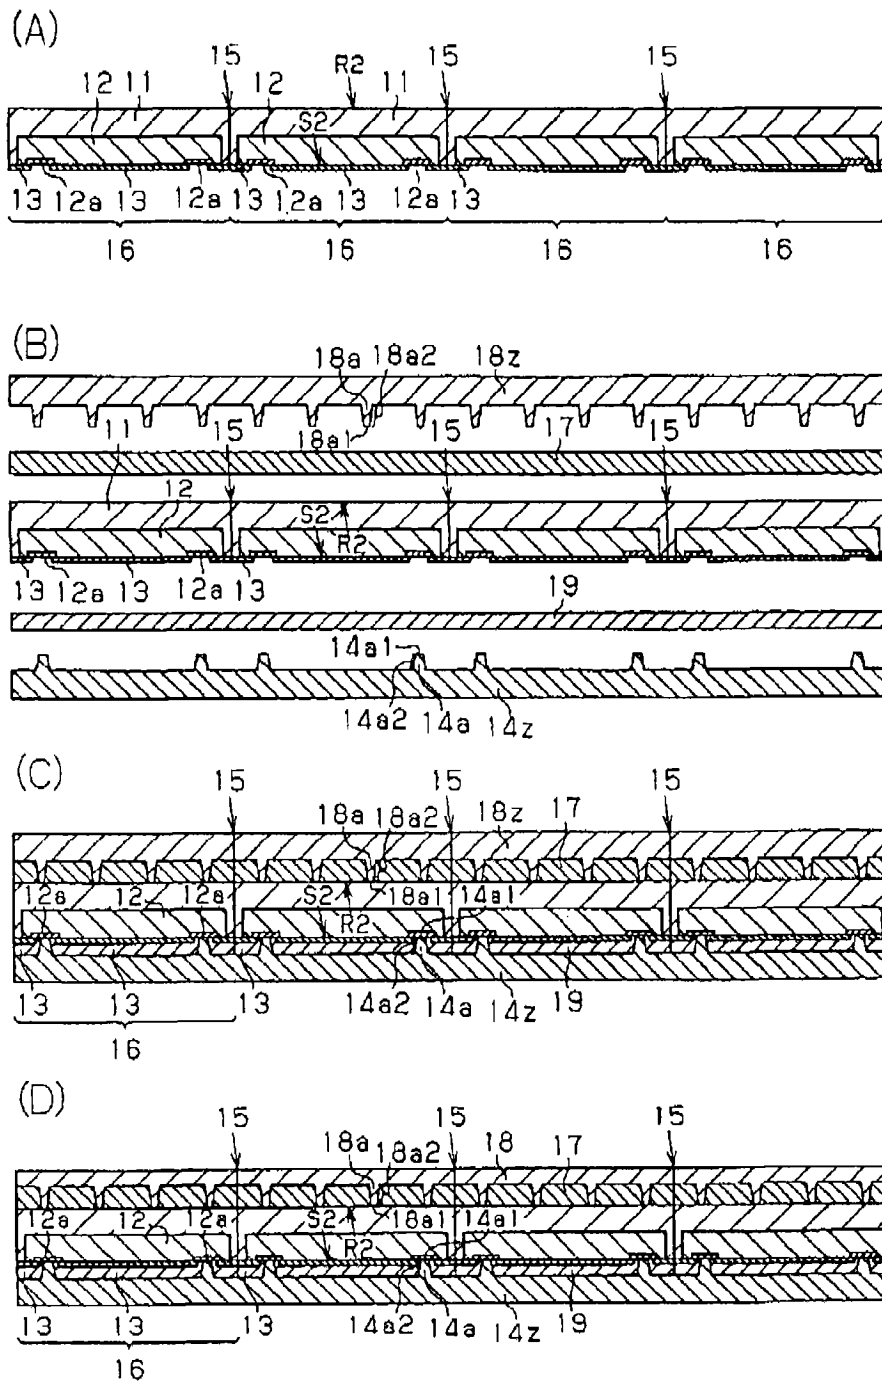 (A)
15 15 15
12 11 12 R2 11
S2
13 12a 13 12a 13 12a 13 12a 13
16 16 16 16
(B)
18a 18a2 18z
18a1
11 15 15 17 15
12 S2
R2
13 12a 13 12a 13
19
14a1
14a2 14a 14z
(C)
15 15 15
18a 18a2 18z 17
12a 12 12a S2 18a1 14a1
R2
13 13 13 14a2 14a 14z 19
16
(D)
15 15 15
18a 18a2 18 17
12a 12 12a S2 18a1 14a1
R2
13 13 13 14a2 14a 14z 19
16